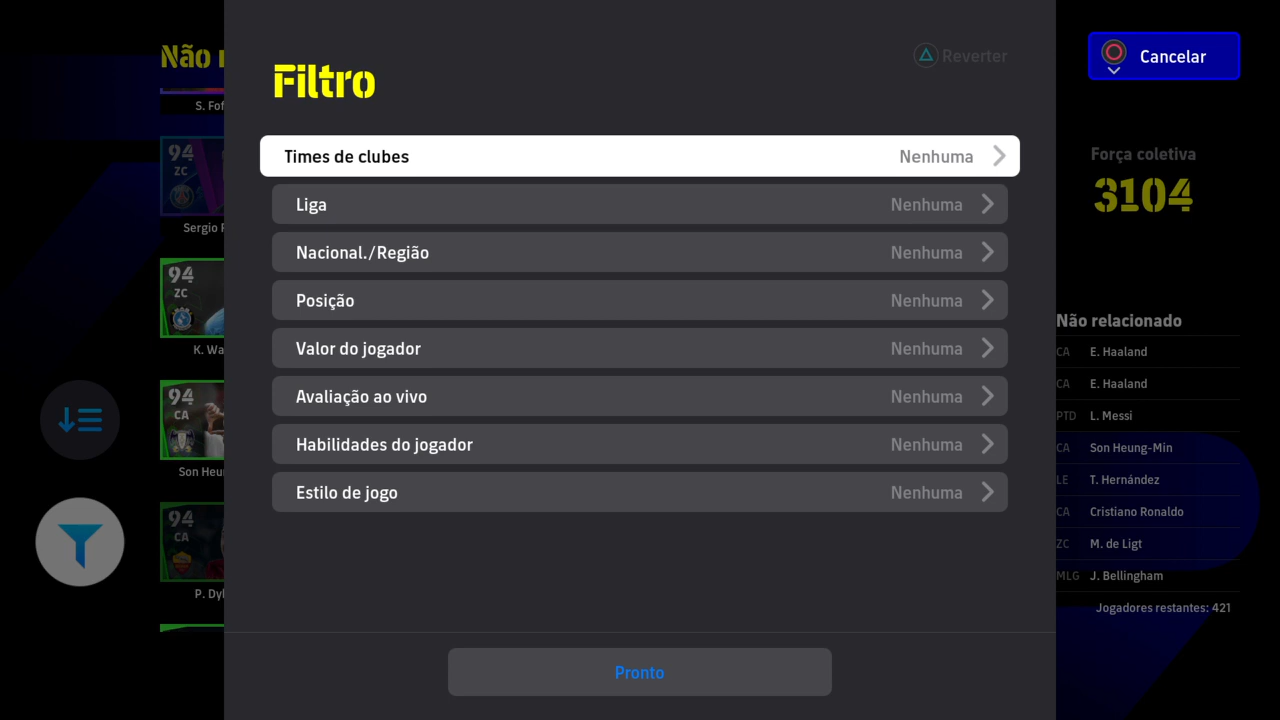 Não r
S. Fof
94
ZC
Sergio F
94
ZC
K. Wa
94
CA
Son Heu
94
CA
P. Dy
Filtro
Reverter
Times de clubes Nenhuma
Liga Nenhuma
Nacional./Região Nenhuma
Posição Nenhuma
Valor do jogador Nenhuma
Avaliação ao vivo Nenhuma
Habilidades do jogador Nenhuma
Estilo de jogo Nenhuma
Pronto
Cancelar
Força coletiva
3104
Não relacionado
CA E. Haaland
CA E. Haaland
PTD L. Messi
CA Son Heung-Min
LE T. Hernández
CA Cristiano Ronaldo
ZC M. de Ligt
MLG J. Bellingham
Jogadores restantes: 421